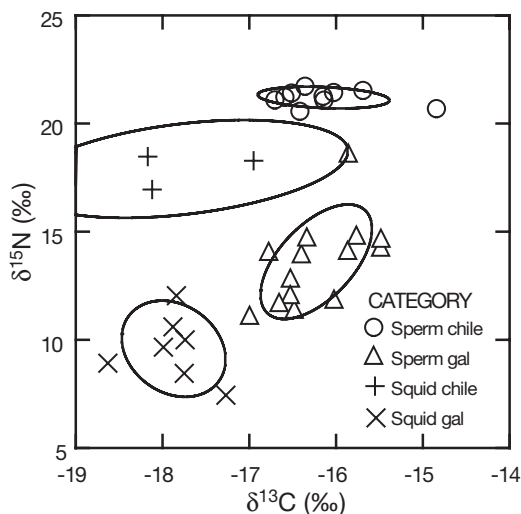 25
20
15
10
5
δ15N (‰)
-19 -18 -17 -16 -15 -14
δ13C (‰)
CATEGORY
Sperm chile
Sperm gal
Squid chile
Squid gal